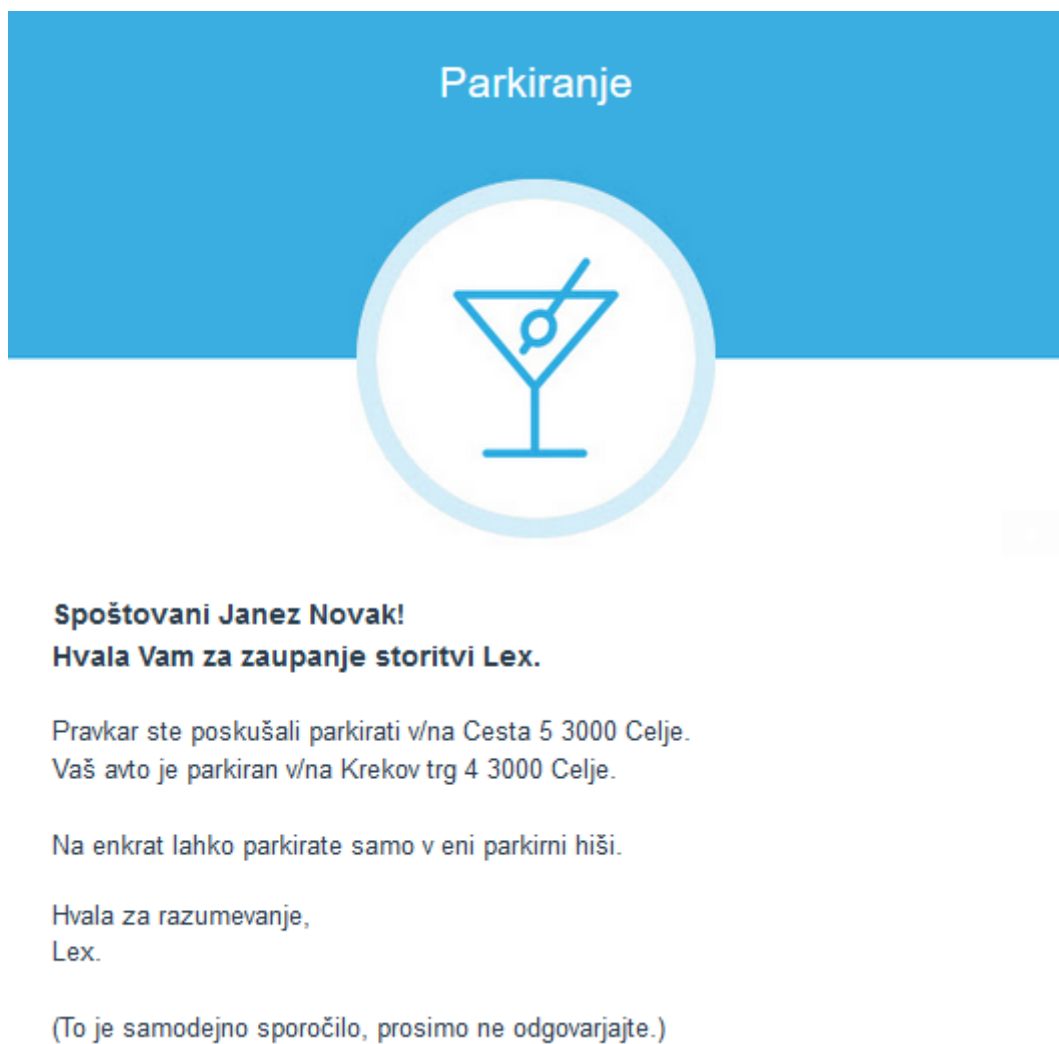 Parkiranje
Spoštovani Janez Novak!
Hvala Vam za zaupanje storitvi Lex.
Pravkar ste poskušali parkirati v/na Cesta 5 3000 Celje.
Vaš avto je parkiran v/na Krekov trg 4 3000 Celje.
Na enkrat lahko parkirate samo v eni parkirni hiši.
Hvala za razumevanje,
Lex.
(To je samodejno sporočilo, prosimo ne odgovarjajte.)